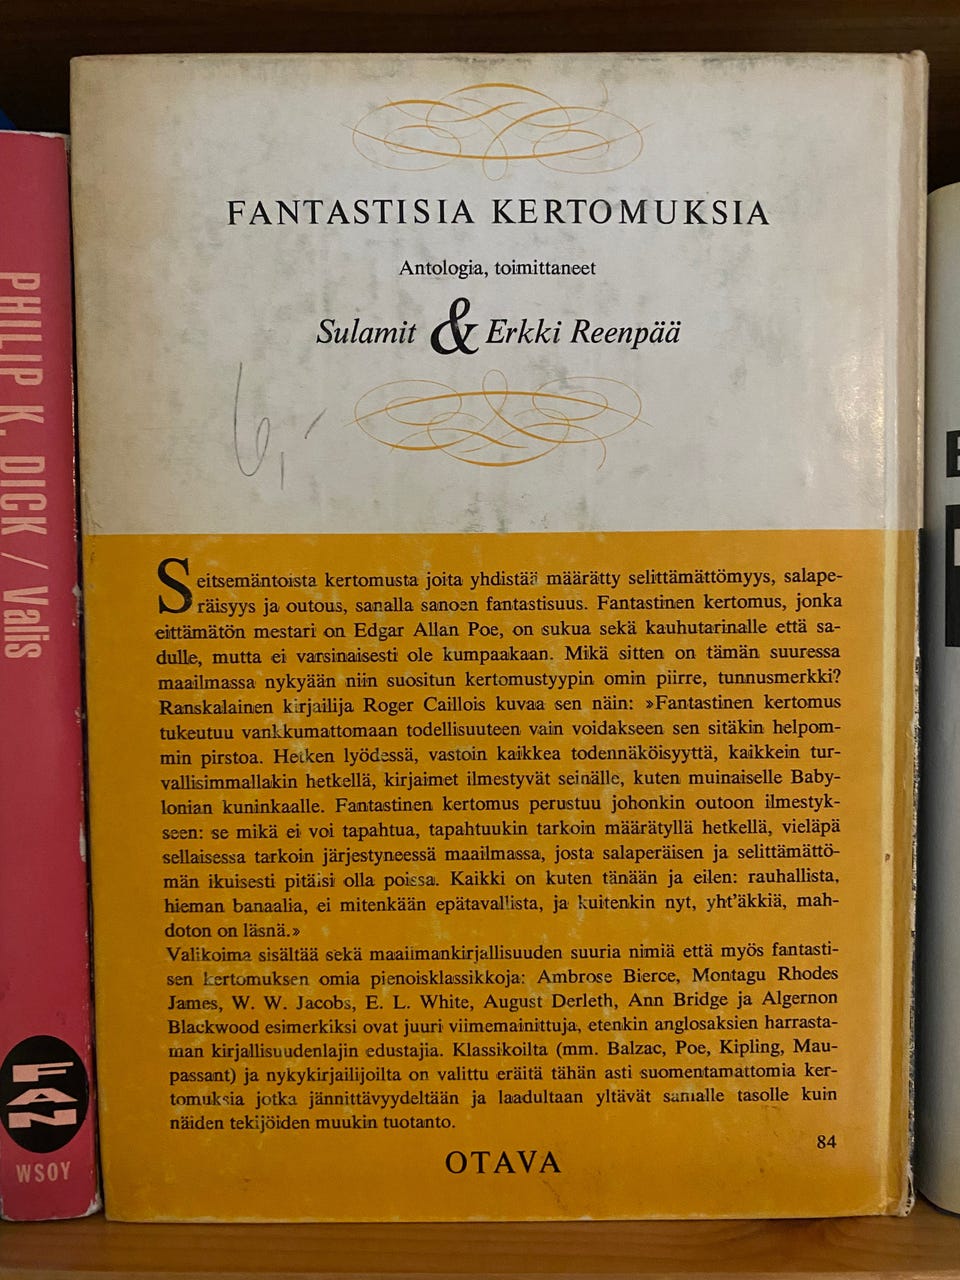 FANTASTISIA KERTOMUKSIA
Antologia, toimittaneet
Sulamit & Erkki Reenpää
6,-
Seitsemäntoista kertomusta joita yhdistää määrätty selittämättömyys, salape-
räisyys ja outous, sanalla sanoen fantastisuus. Fantastinen kertomus, jonka
eittämätön mestari on Edgar Allan Poe, on sukua sekä kauhutarinalle että sa-
dulle, mutta ei varsinaisesti ole kumpaakaan. Mikä sitten on tämän suuressa
maailmassa nykyään niin suositun kertomustyypin omin piirre, tunnusmerkki?
Ranskalainen kirjailija Roger Caillois kuvaa sen näin: »Fantastinen kertomus
tukeutuu vankkumattomaan todellisuuteen vain voidakseen sen sitäkin helpom-
min pirstoa. Hetken lyödessä, vastoin kaikkea todennäköisyyttä, kaikkein tur-
vallisimmallakin hetkellä, kirjaimet ilmestyvät seinälle, kuten muinaiselle Baby-
lonian kuninkaalle. Fantastinen kertomus perustuu johonkin outoon ilmestyk-
seen: se mikä ei voi tapahtua, tapahtuukin tarkoin määrätyllä hetkellä, vieläpä
sellaisessa tarkoin järjestyneessä maailmassa, josta salaperäisen ja selittämättö-
män ikuisesti pitäisi olla poissa. Kaikki on kuten tänään ja eilen: rauhallista,
hieman banaalia, ei mitenkään epätavallista, ja kuitenkin nyt, yht'äkkiä, mah-
doton on läsnä.»
Valikoima sisältää sekä maailmankirjallisuuden suuria nimiä että myös fantasti-
sen kertomuksen omia pienoisklassikkoja: Ambrose Bierce, Montagu Rhodes
James, W. W. Jacobs, E. L. White, August Derleth, Ann Bridge ja Algernon
Blackwood esimerkiksi ovat juuri viimemainittuja, etenkin anglosaksien harrasta-
man kirjallisuudenlajin edustajia. Klassikoilta (mm. Balzac, Poe, Kipling, Mau-
passant) ja nykykirjailijoilta on valittu eräitä tähän asti suomentamattomia ker-
tomuksia jotka jännittävyydeltään ja laadultaan yltävät samalle tasolle kuin
näiden tekijöiden muukin tuotanto.
84
OTAVA
PHILIP K. DICK / Valis
FAN
WSOY